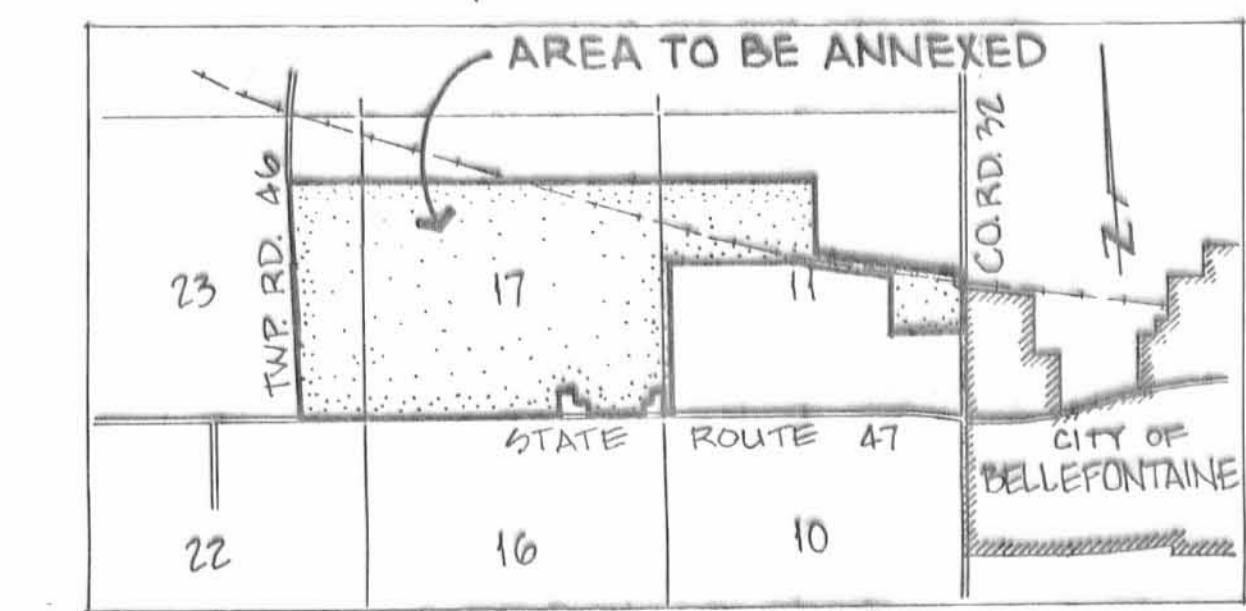 AREA TO BE ANNEXED
TWP. RD. 46
CO. RD. 32
N
23
17
11
STATE ROUTE 47
CITY OF
BELLEFONTAINE
22
16
10